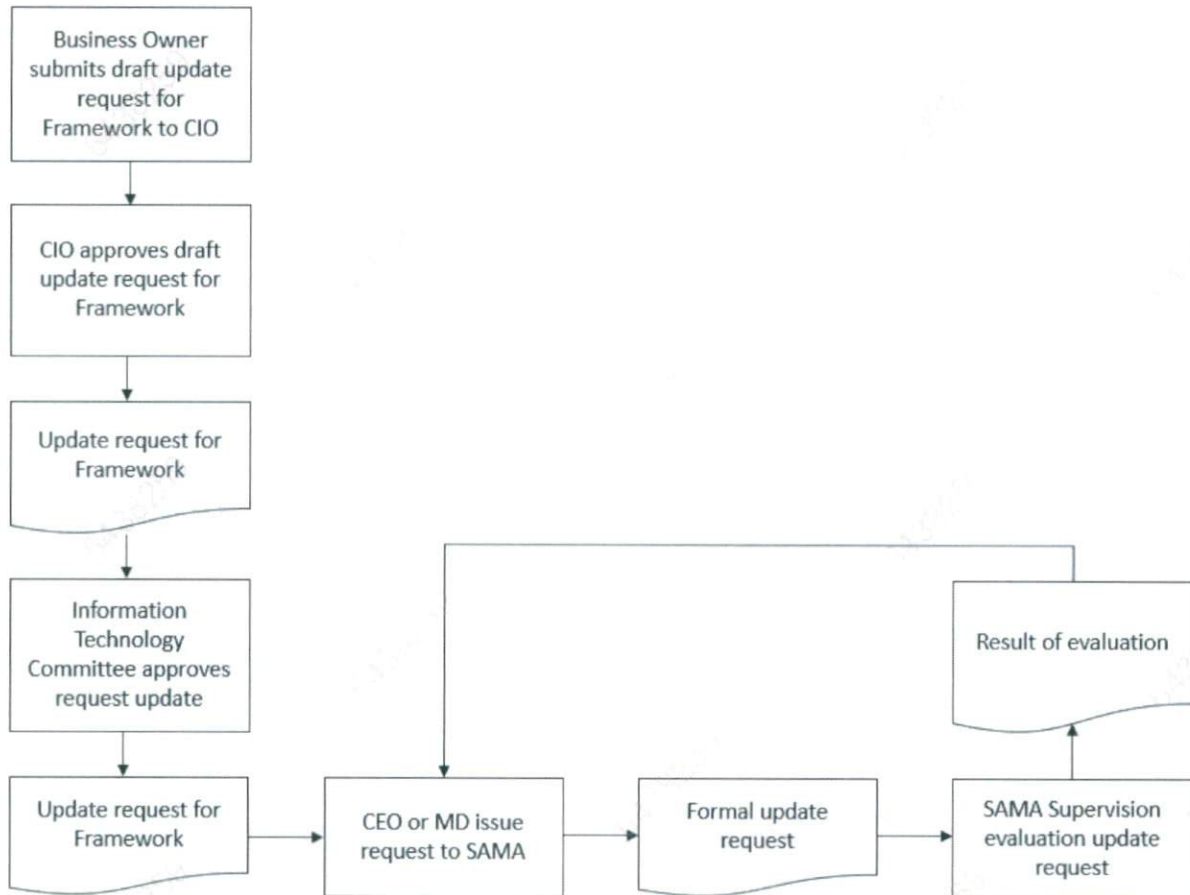 Business Owner
submits draft update
request for
Framework to CIO
CIO approves draft
update request for
Framework
Update request for
Framework
Information
Technology
Committee approves
request update
Update request for
Framework
CEO or MD issue
request to SAMA
Formal update
request
SAMA Supervision
evaluation update
request
Result of evaluation